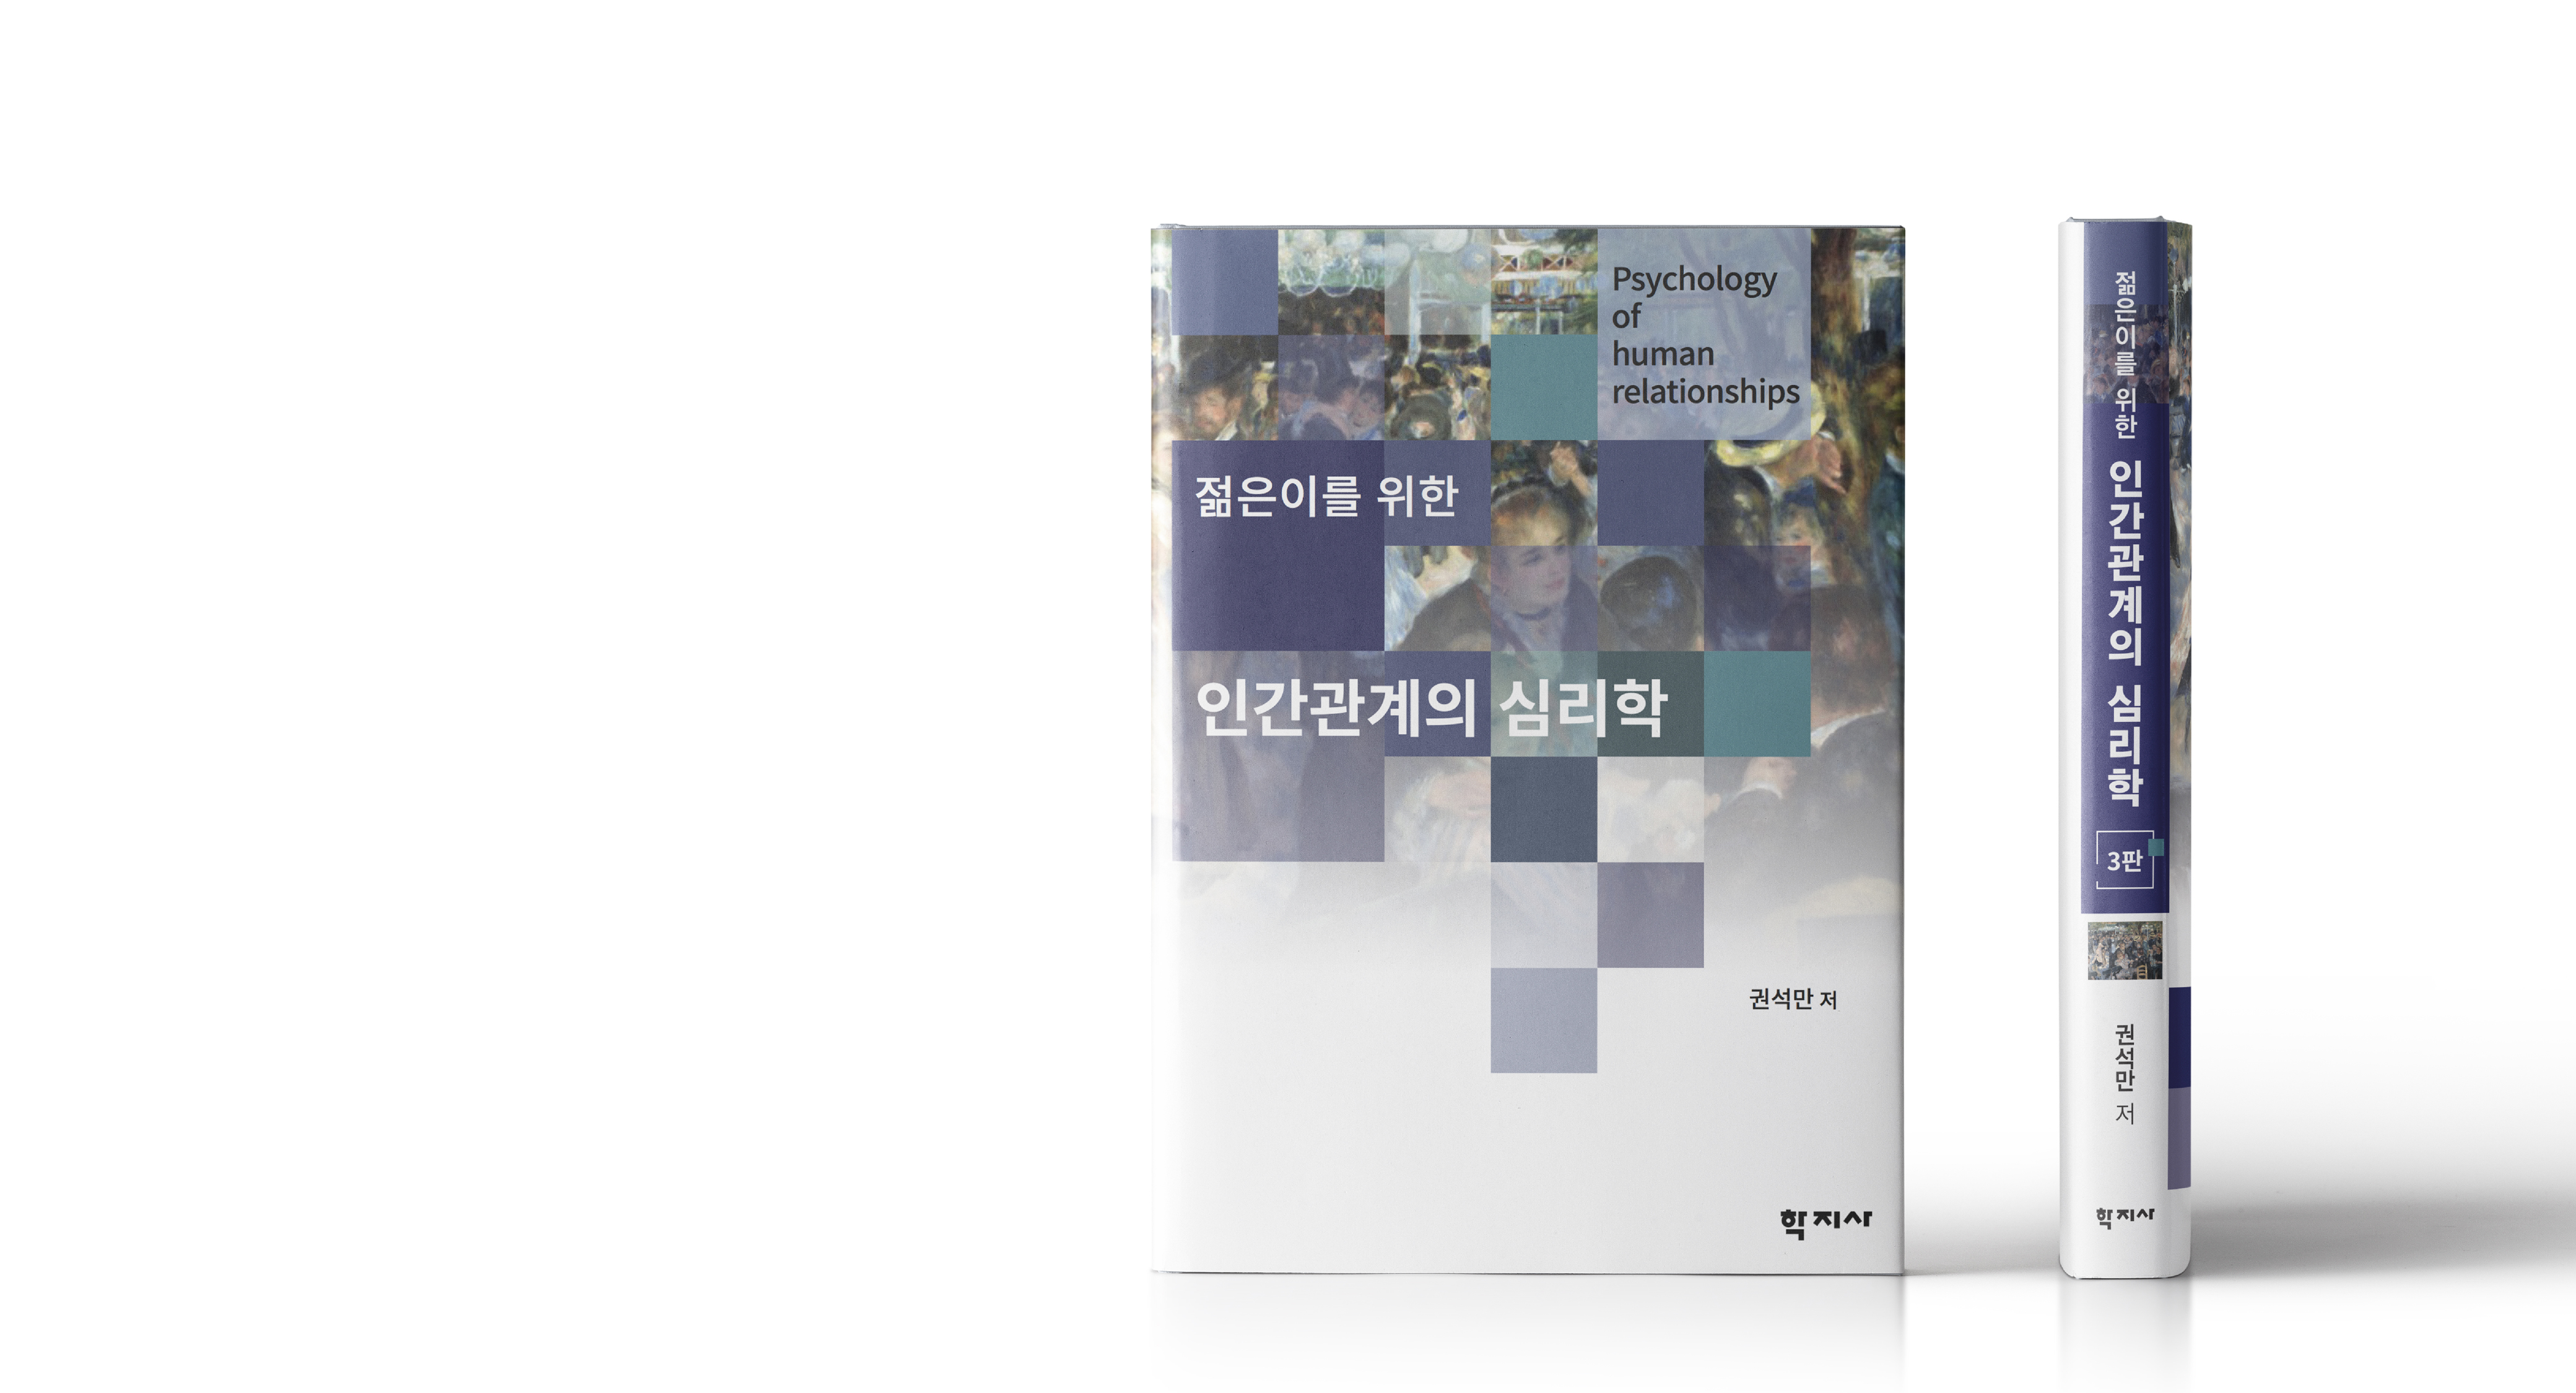 Psychology
of
human
relationships
젊은이를 위한
인간관계의 심리학
권석만 저
학지사
젊은이를 위한
인간관계의 심리학
3판
권석만 저
학지사